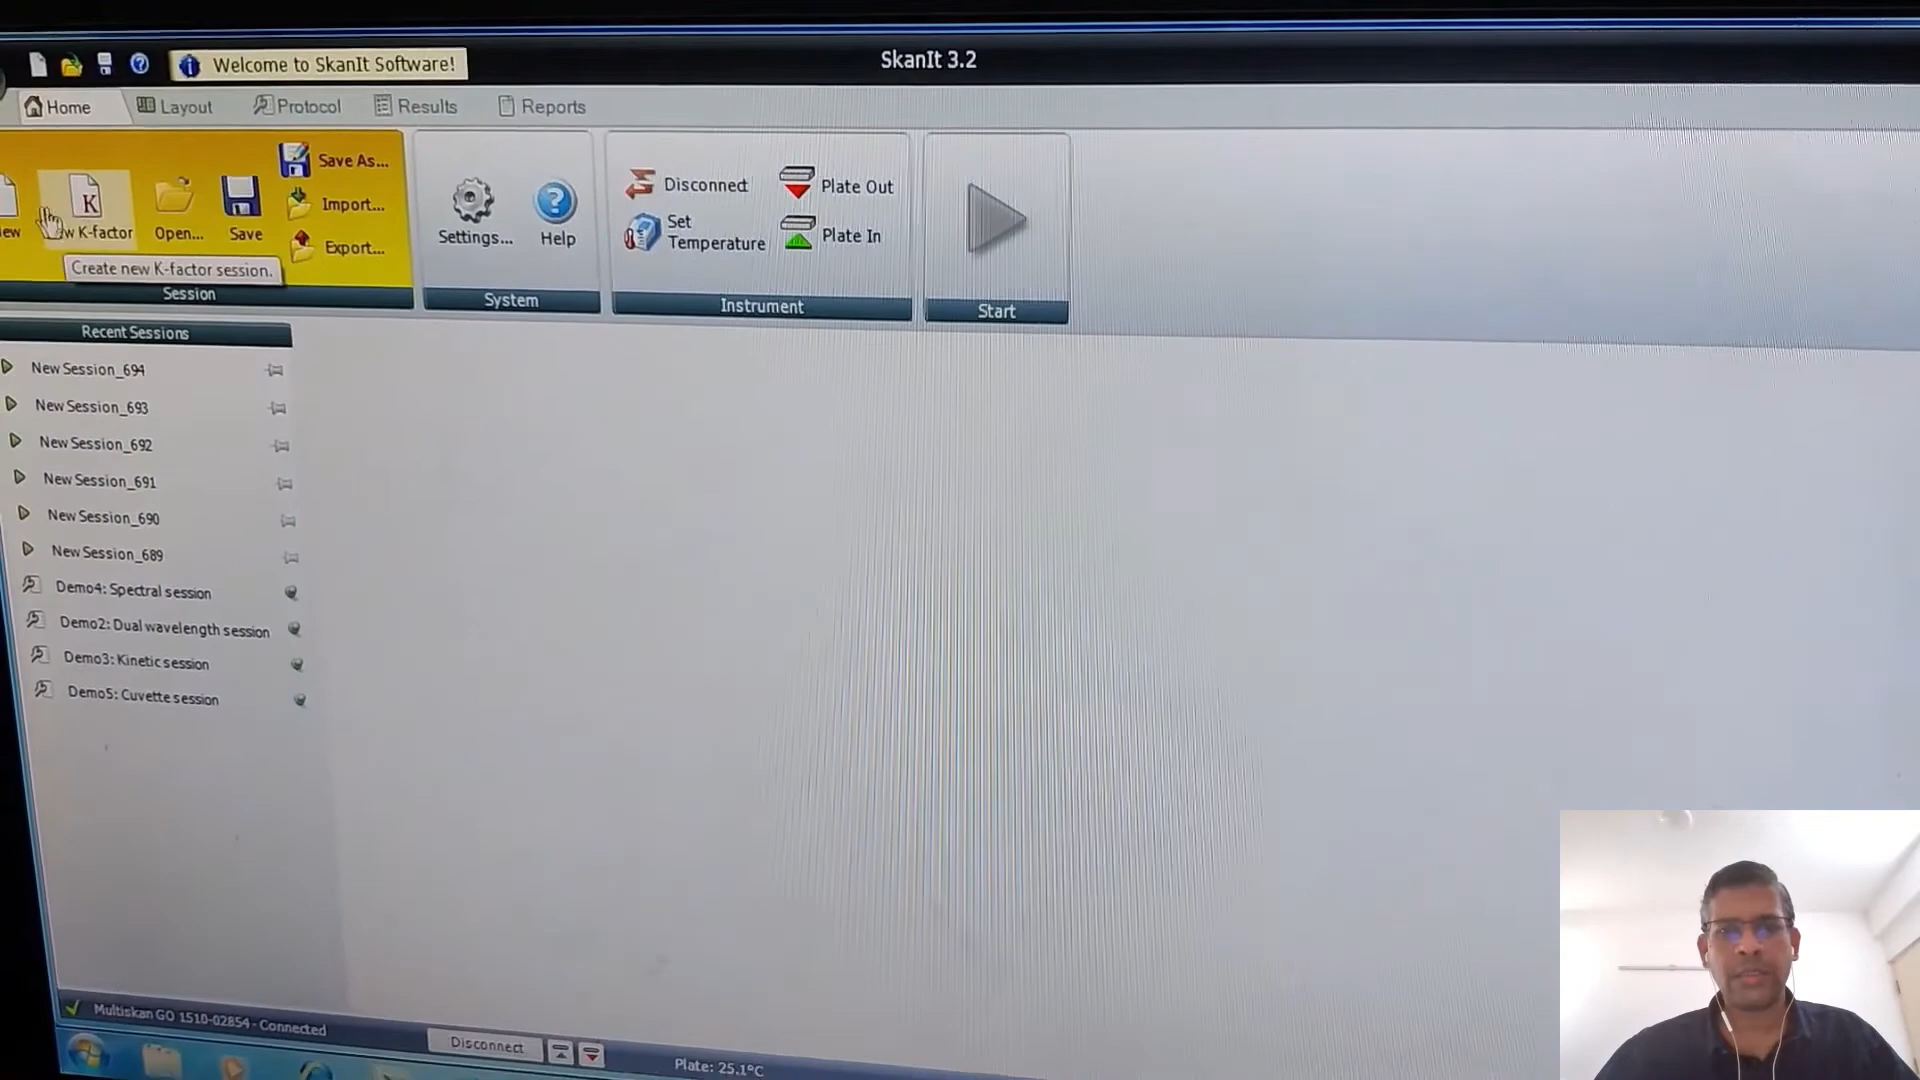 Welcome to SkanIt Software!
SkanIt 3.2
Home
Layout
Protocol
Results
Reports
K-factor
Open...
Save
Save As...
Import...
Export...
Create new K-factor session.
Session
Settings...
Help
System
Disconnect
Set
Temperature
Plate Out
Plate In
Instrument
Start
Recent Sessions
New Session_694
New Session_693
New Session_692
New Session_691
New Session_690
New Session_689
Demo4: Spectral session
Demo2: Dual wavelength session
Demo3: Kinetic session
Demo5: Cuvette session
Multiskan GO 1510-02854 - Connected
Disconnect
Plate: 25.1°C